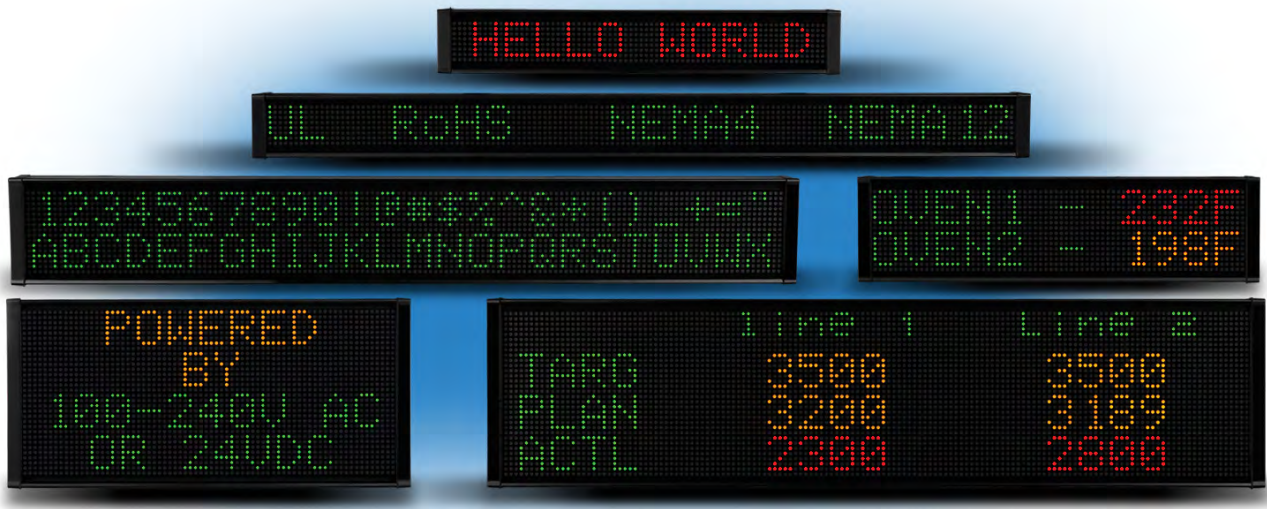 HELLO WORLD
UL RoHS NEMA4 NEMA12
1234567890!@#$%^&*()_+="
ABCDEFGHIJKLMNOPQRSTUVWX
OVEN1 - 232F
OVEN2 - 198F
POWERED
BY
100-240V AC
OR 24VDC
line 1 Line 2
TARG 3500 3500
PLAN 3200 3189
ACTL 2300 2800